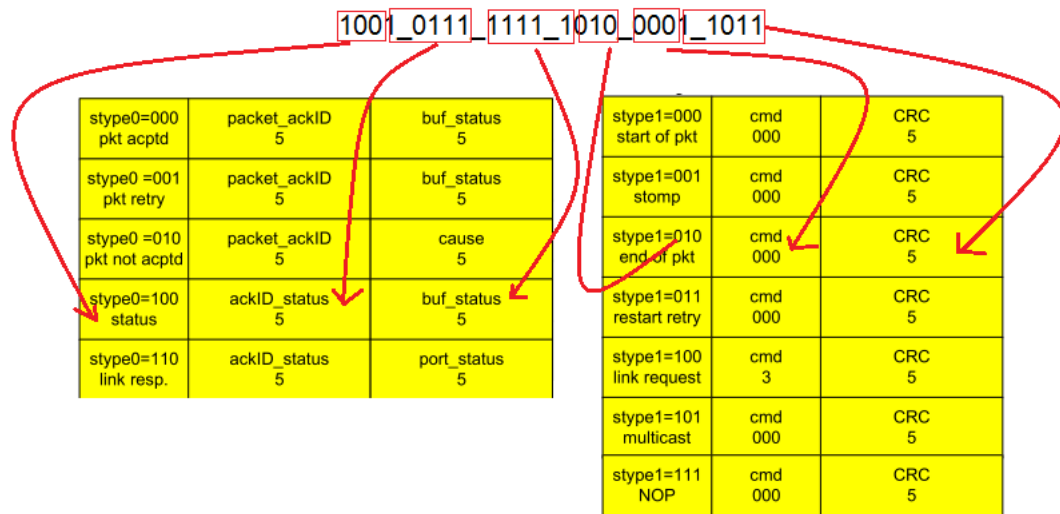 1001_0111_1111_1010_0001_1011
stype0=000 packet_ackID buf_status
pkt acptd 5 5
stype0 =001 packet_ackID buf_status
pkt retry 5 5
stype0 =010 packet_ackID cause
pkt not acptd 5 5
stype0=100 ackID_status buf_status
status 5 5
stype0=110 ackID_status port_status
link resp. 5 5
stype1=000 cmd CRC
start of pkt 000 5
stype1=001 cmd CRC
stomp 000 5
stype1=010 cmd CRC
end of pkt 000 5
stype1=011 cmd CRC
restart retry 000 5
stype1=100 cmd CRC
link request 3 5
stype1=101 cmd CRC
multicast 000 5
stype1=111 cmd CRC
NOP 000 5